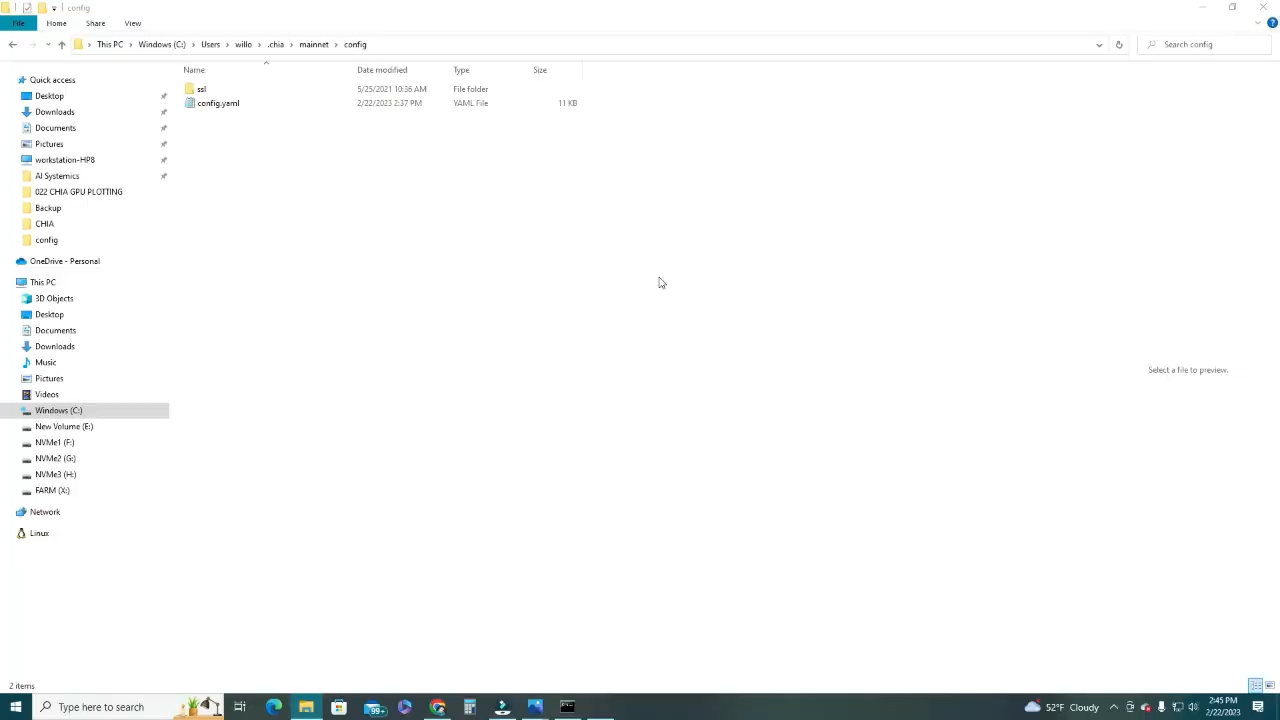 config
File Home Share View
This PC Windows (C:) Users willo .chia mainnet config Search config
Name Date modified Type Size
ssl 5/25/2021 10:36 AM File folder
config.yaml 2/22/2023 2:37 PM YAML File 11 KB
Quick access
Desktop
Downloads
Documents
Pictures
workstation-HP8
AI Systemics
022 CHIA GPU PLOTTING
Backup
CHIA
config
OneDrive - Personal
This PC
3D Objects
Desktop
Documents
Downloads
Music
Pictures
Videos
Windows (C:)
New Volume (E:)
NVMe1 (F:)
NVMe2 (G:)
NVMe3 (H:)
FARM (X:)
Network
Linux
Select a file to preview.
2 items
Type here to search 99+ 52°F Cloudy 2:45 PM
2/22/2023